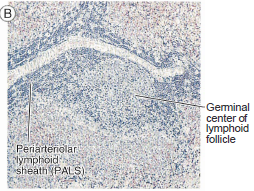 B
Germinal
center of
lymphoid
follicle
Periarteriolar
lymphoid
sheath (PALS)